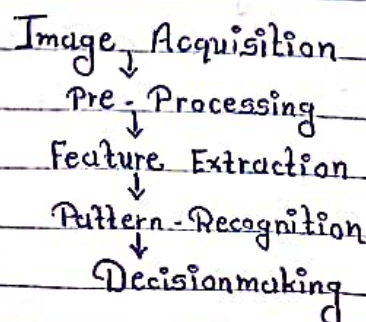 Image Acquisition
↓
Pre - Processing
↓
Feature Extraction
↓
Pattern - Recognition
↓
Decisionmaking